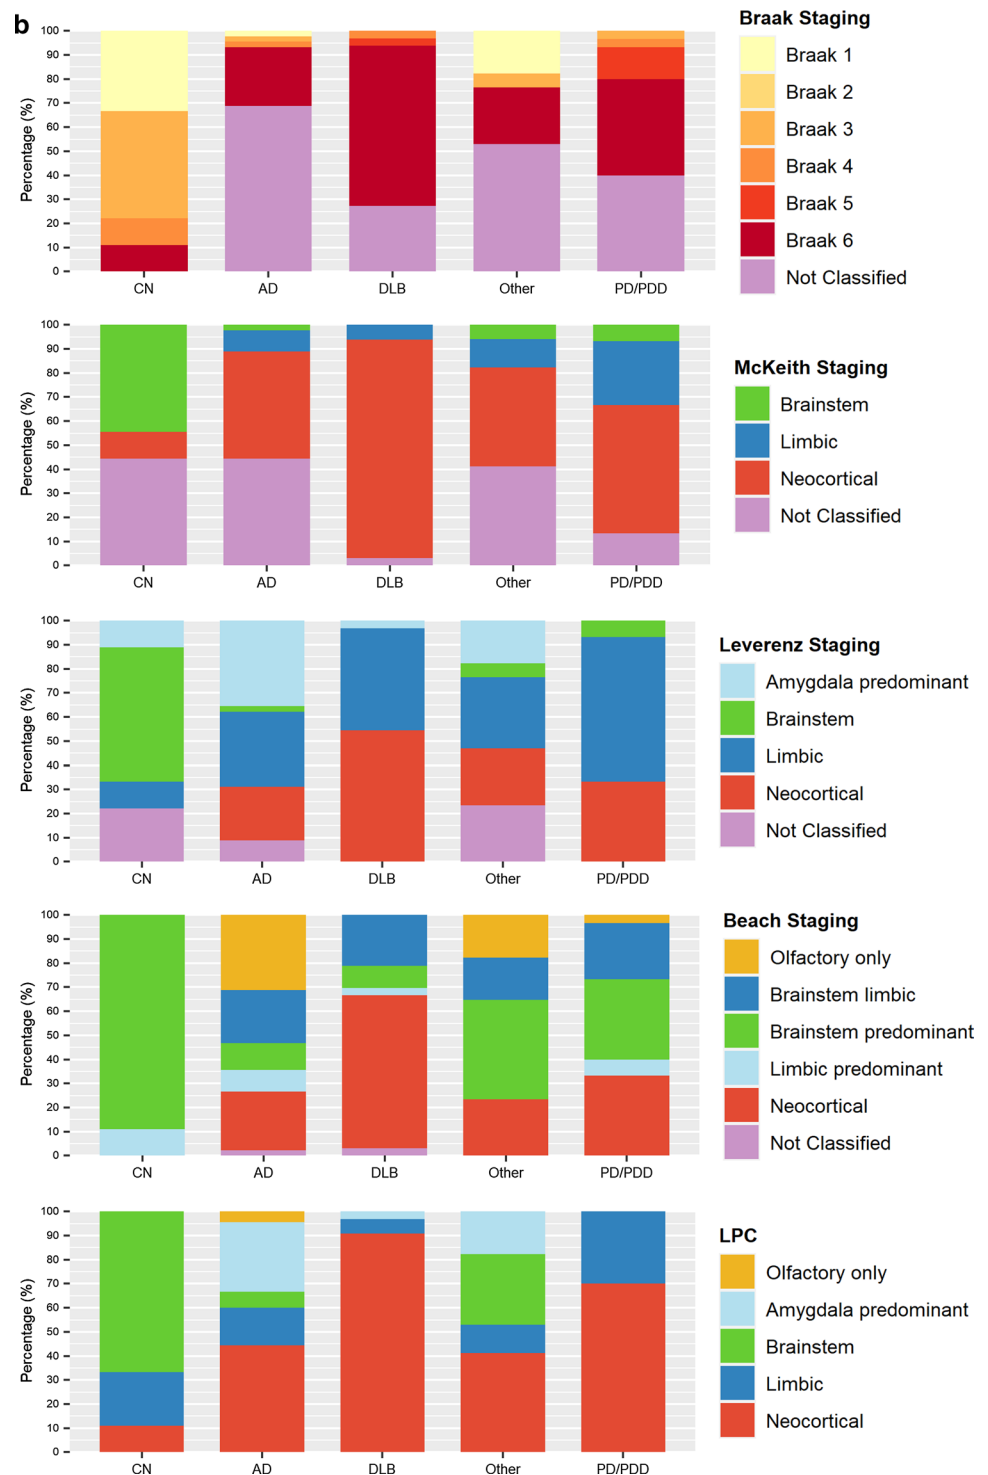 b
Percentage (%)
100
90
80
70
60
50
40
30
20
10
0
CN AD DLB Other PD/PDD
Braak Staging
Braak 1
Braak 2
Braak 3
Braak 4
Braak 5
Braak 6
Not Classified
Percentage (%)
100
90
80
70
60
50
40
30
20
10
0
CN AD DLB Other PD/PDD
McKeith Staging
Brainstem
Limbic
Neocortical
Not Classified
Percentage (%)
100
90
80
70
60
50
40
30
20
10
0
CN AD DLB Other PD/PDD
Leverenz Staging
Amygdala predominant
Brainstem
Limbic
Neocortical
Not Classified
Percentage (%)
100
90
80
70
60
50
40
30
20
10
0
CN AD DLB Other PD/PDD
Beach Staging
Olfactory only
Brainstem limbic
Brainstem predominant
Limbic predominant
Neocortical
Not Classified
Percentage (%)
100
90
80
70
60
50
40
30
20
10
0
CN AD DLB Other PD/PDD
LPC
Olfactory only
Amygdala predominant
Brainstem
Limbic
Neocortical